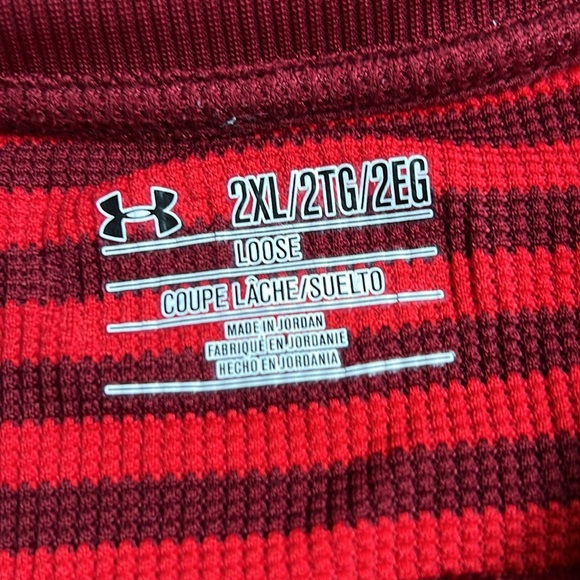 2XL/2TG/2EG
LOOSE
COUPE LÂCHE/SUELTO
MADE IN JORDAN
FABRIQUÉ EN JORDANIE
HECHO EN JORDANIA